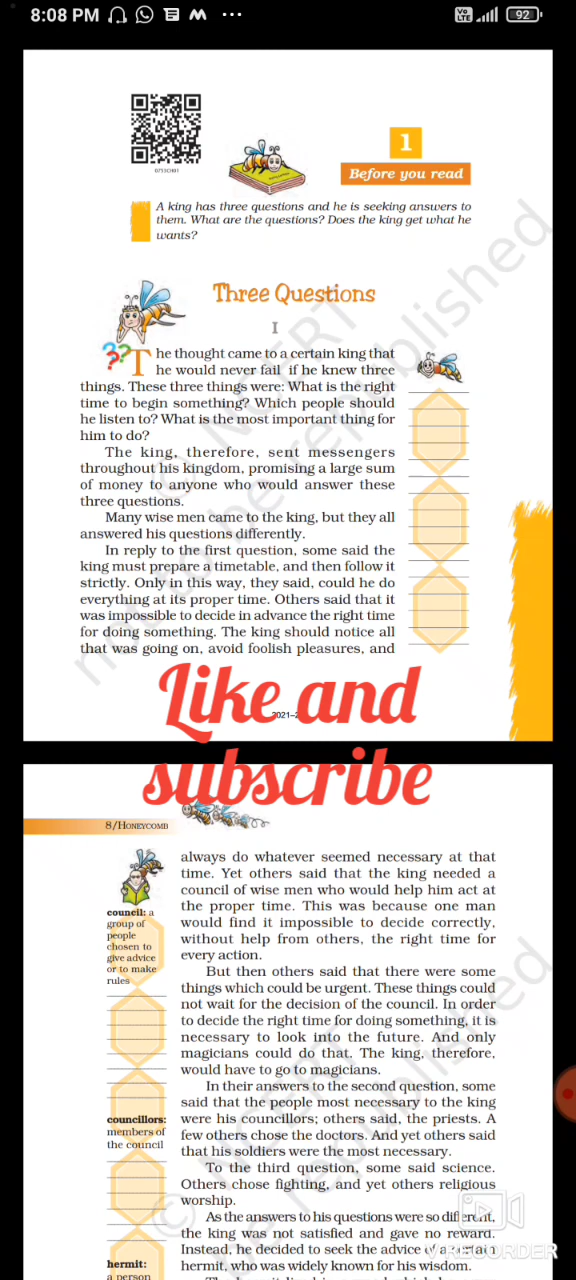 8:08 PM
Vo LTE
92
0753CH01
1
Before you read
A king has three questions and he is seeking answers to
them. What are the questions? Does the king get what he
wants?
Three Questions
I
The thought came to a certain king that
he would never fail if he knew three
things. These three things were: What is the right
time to begin something? Which people should
he listen to? What is the most important thing for
him to do?
The king, therefore, sent messengers
throughout his kingdom, promising a large sum
of money to anyone who would answer these
three questions.
Many wise men came to the king, but they all
answered his questions differently.
In reply to the first question, some said the
king must prepare a timetable, and then follow it
strictly. Only in this way, they said, could he do
everything at its proper time. Others said that it
was impossible to decide in advance the right time
for doing something. The king should notice all
that was going on, avoid foolish pleasures, and
© NCERT
not to be republished
2021–2
Like and
subscribe
8/HONEYCOMB
council: a
group of
people
chosen to
give advice
or to make
rules
councillors:
members of
the council
hermit:
a person
always do whatever seemed necessary at that
time. Yet others said that the king needed a
council of wise men who would help him act at
the proper time. This was because one man
would find it impossible to decide correctly,
without help from others, the right time for
every action.
But then others said that there were some
things which could be urgent. These things could
not wait for the decision of the council. In order
to decide the right time for doing something, it is
necessary to look into the future. And only
magicians could do that. The king, therefore,
would have to go to magicians.
In their answers to the second question, some
said that the people most necessary to the king
were his councillors; others said, the priests. A
few others chose the doctors. And yet others said
that his soldiers were the most necessary.
To the third question, some said science.
Others chose fighting, and yet others religious
worship.
As the answers to his questions were so different,
the king was not satisfied and gave no reward.
Instead, he decided to seek the advice of a certain
hermit, who was widely known for his wisdom.
© NCERT
be republished
V RECORDER